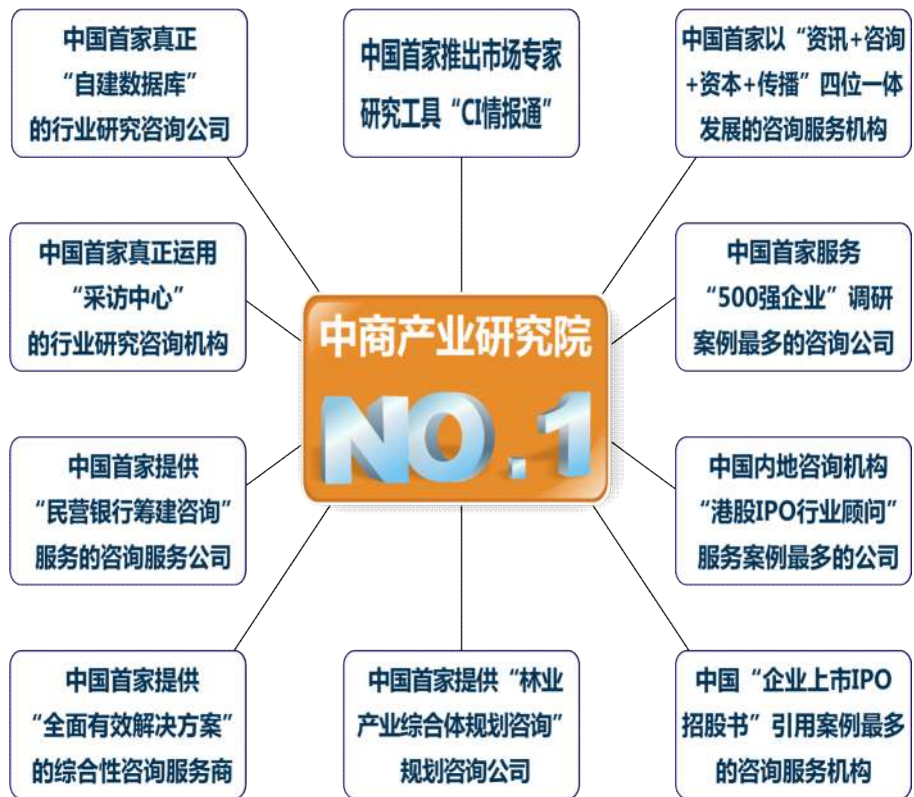 中国首家真正
“自建数据库”
的行业研究咨询公司
中国首家推出市场专家
研究工具“CI情报通”
中国首家以“资讯+咨询
+资本+传播”四位一体
发展的咨询服务机构
中国首家真正运用
“采访中心”
的行业研究咨询机构
中国首家服务
“500强企业”调研
案例最多的咨询公司
中商产业研究院
NO.1
中国首家提供
“民营银行筹建咨询”
服务的咨询服务公司
中国内地咨询机构
“港股IPO行业顾问”
服务案例最多的公司
中国首家提供
“全面有效解决方案”
的综合性咨询服务商
中国首家提供“林业
产业综合体规划咨询”
规划咨询公司
中国“企业上市IPO
招股书”引用案例最多
的咨询服务机构